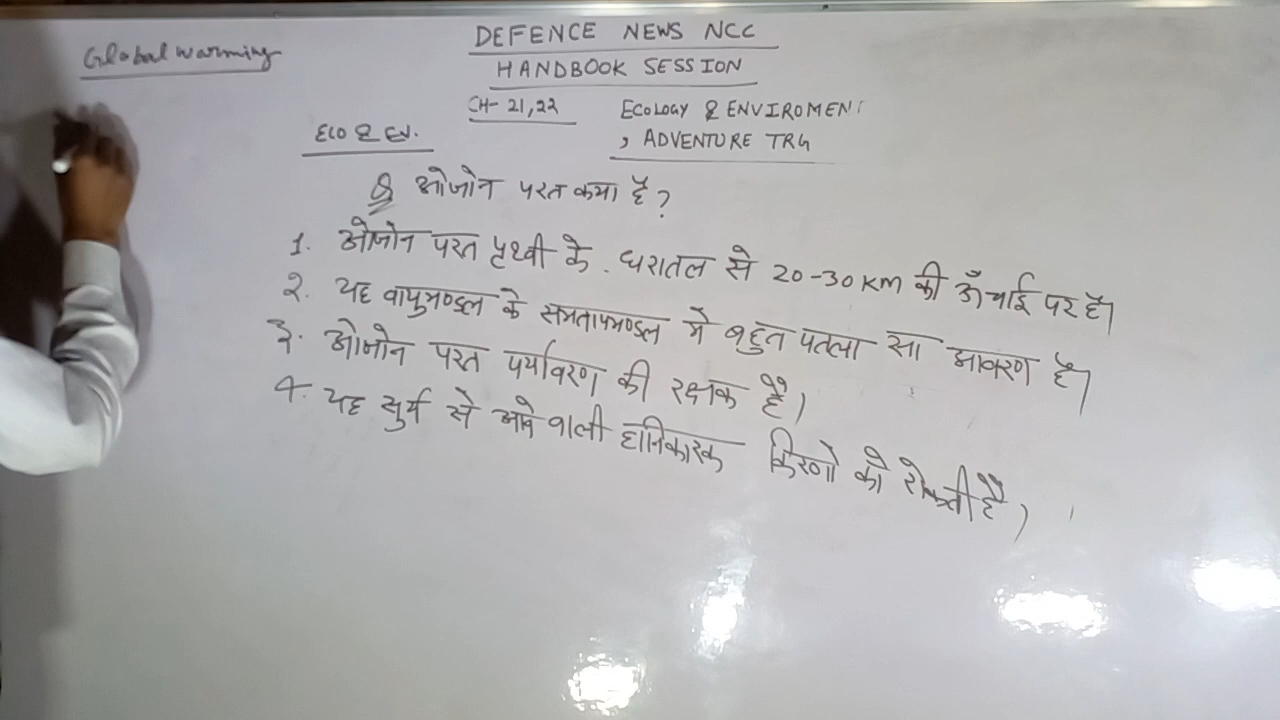 Global warming
DEFENCE NEWS NCC
HANDBOOK SESSION
CH- 21,22
ECOLOGY & ENVIROMENT
, ADVENTURE TRG
ECO & EV.
Q ओजोन परत क्या है?
1. ओजोन परत पृथ्वी के . धरातल से 20-30 KM की ऊँचाई पर है।
2. यह वायुमण्डल के समतापमण्डल मे बहुत पतला सा आवरण है।
3. ओजोन परत पर्यावरण की रक्षक है।
4. यह सुर्य से आने वाली हानिकारक किरणो को रोकती है।